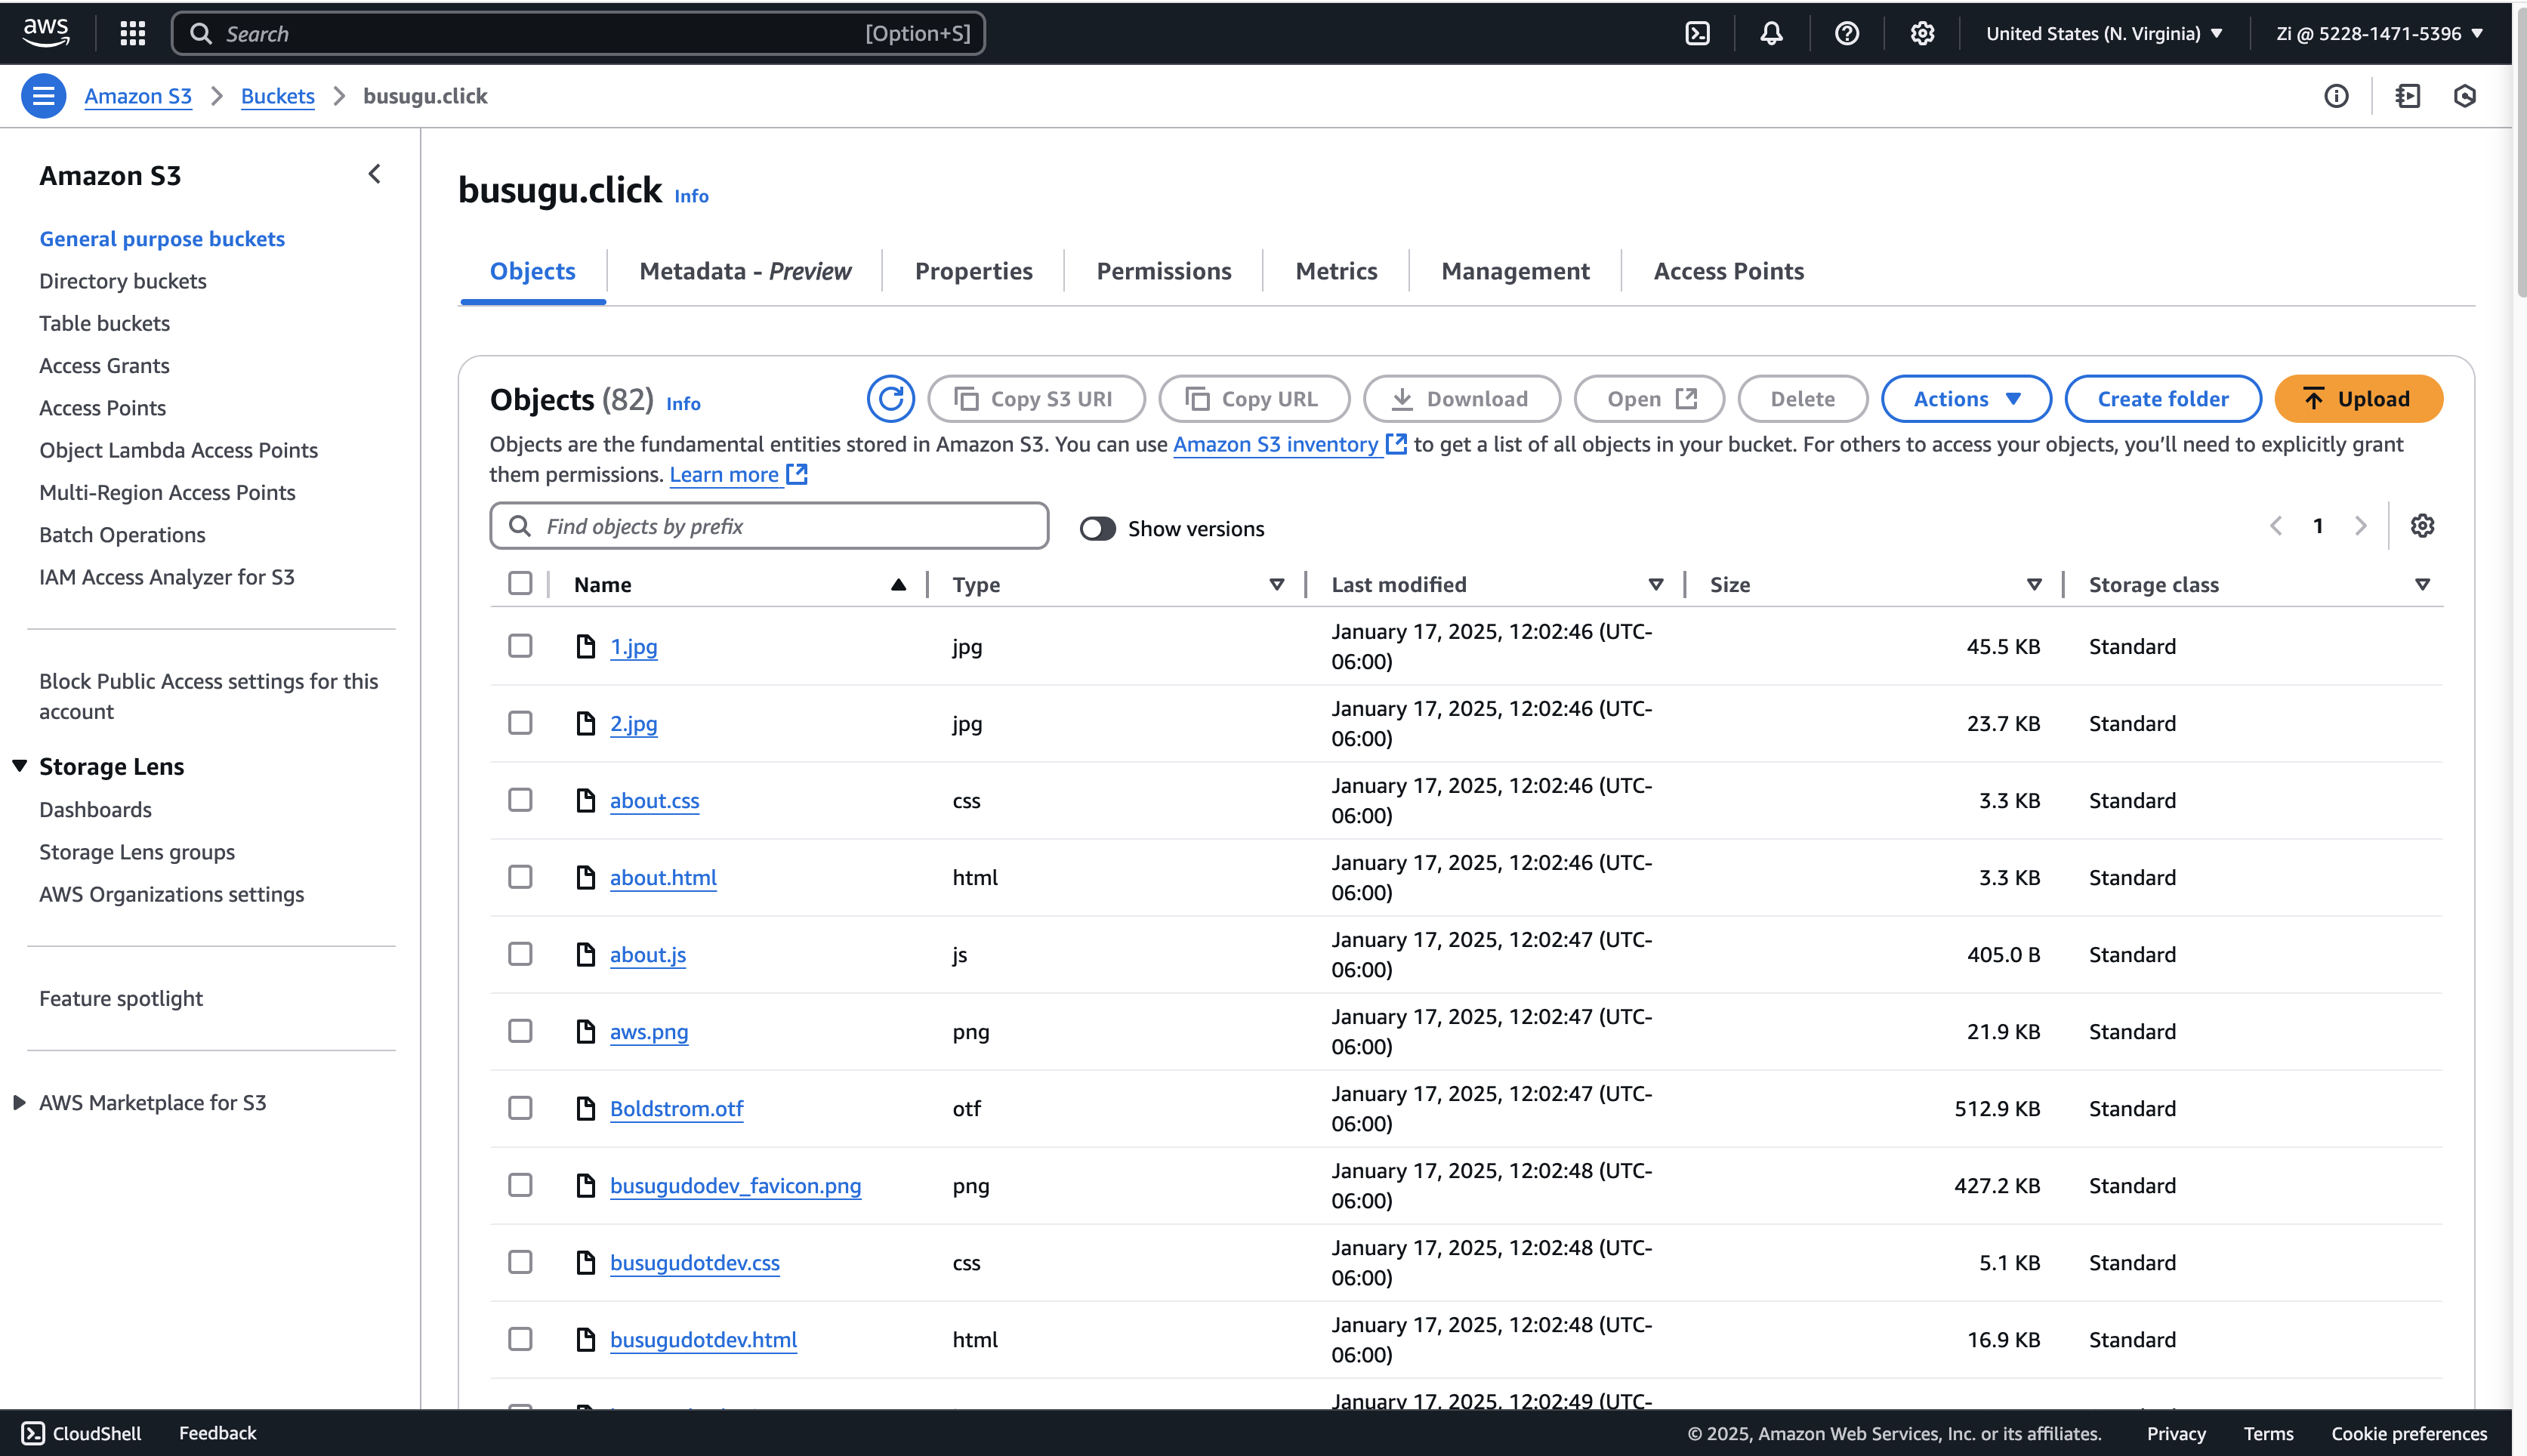 aws
Search [Option+S]
United States (N. Virginia)
Zi @ 5228-1471-5396
Amazon S3
Buckets
busugu.click
Amazon S3
General purpose buckets
Directory buckets
Table buckets
Access Grants
Access Points
Object Lambda Access Points
Multi-Region Access Points
Batch Operations
IAM Access Analyzer for S3
Block Public Access settings for this
account
Storage Lens
Dashboards
Storage Lens groups
AWS Organizations settings
Feature spotlight
AWS Marketplace for S3
busugu.click Info
Objects
Metadata - Preview
Properties
Permissions
Metrics
Management
Access Points
Objects (82) Info
Copy S3 URI
Copy URL
Download
Open
Delete
Actions
Create folder
Upload
Objects are the fundamental entities stored in Amazon S3. You can use Amazon S3 inventory to get a list of all objects in your bucket. For others to access your objects, you’ll need to explicitly grant
them permissions. Learn more
Find objects by prefix
Show versions
1
Name Type Last modified Size Storage class
1.jpg jpg January 17, 2025, 12:02:46 (UTC-
06:00) 45.5 KB Standard
2.jpg jpg January 17, 2025, 12:02:46 (UTC-
06:00) 23.7 KB Standard
about.css css January 17, 2025, 12:02:46 (UTC-
06:00) 3.3 KB Standard
about.html html January 17, 2025, 12:02:46 (UTC-
06:00) 3.3 KB Standard
about.js js January 17, 2025, 12:02:47 (UTC-
06:00) 405.0 B Standard
aws.png png January 17, 2025, 12:02:47 (UTC-
06:00) 21.9 KB Standard
Boldstrom.otf otf January 17, 2025, 12:02:47 (UTC-
06:00) 512.9 KB Standard
busugudodev_favicon.png png January 17, 2025, 12:02:48 (UTC-
06:00) 427.2 KB Standard
busugudotdev.css css January 17, 2025, 12:02:48 (UTC-
06:00) 5.1 KB Standard
busugudotdev.html html January 17, 2025, 12:02:48 (UTC-
06:00) 16.9 KB Standard
January 17, 2025, 12:02:49 (UTC-
CloudShell
Feedback
© 2025, Amazon Web Services, Inc. or its affiliates.
Privacy
Terms
Cookie preferences